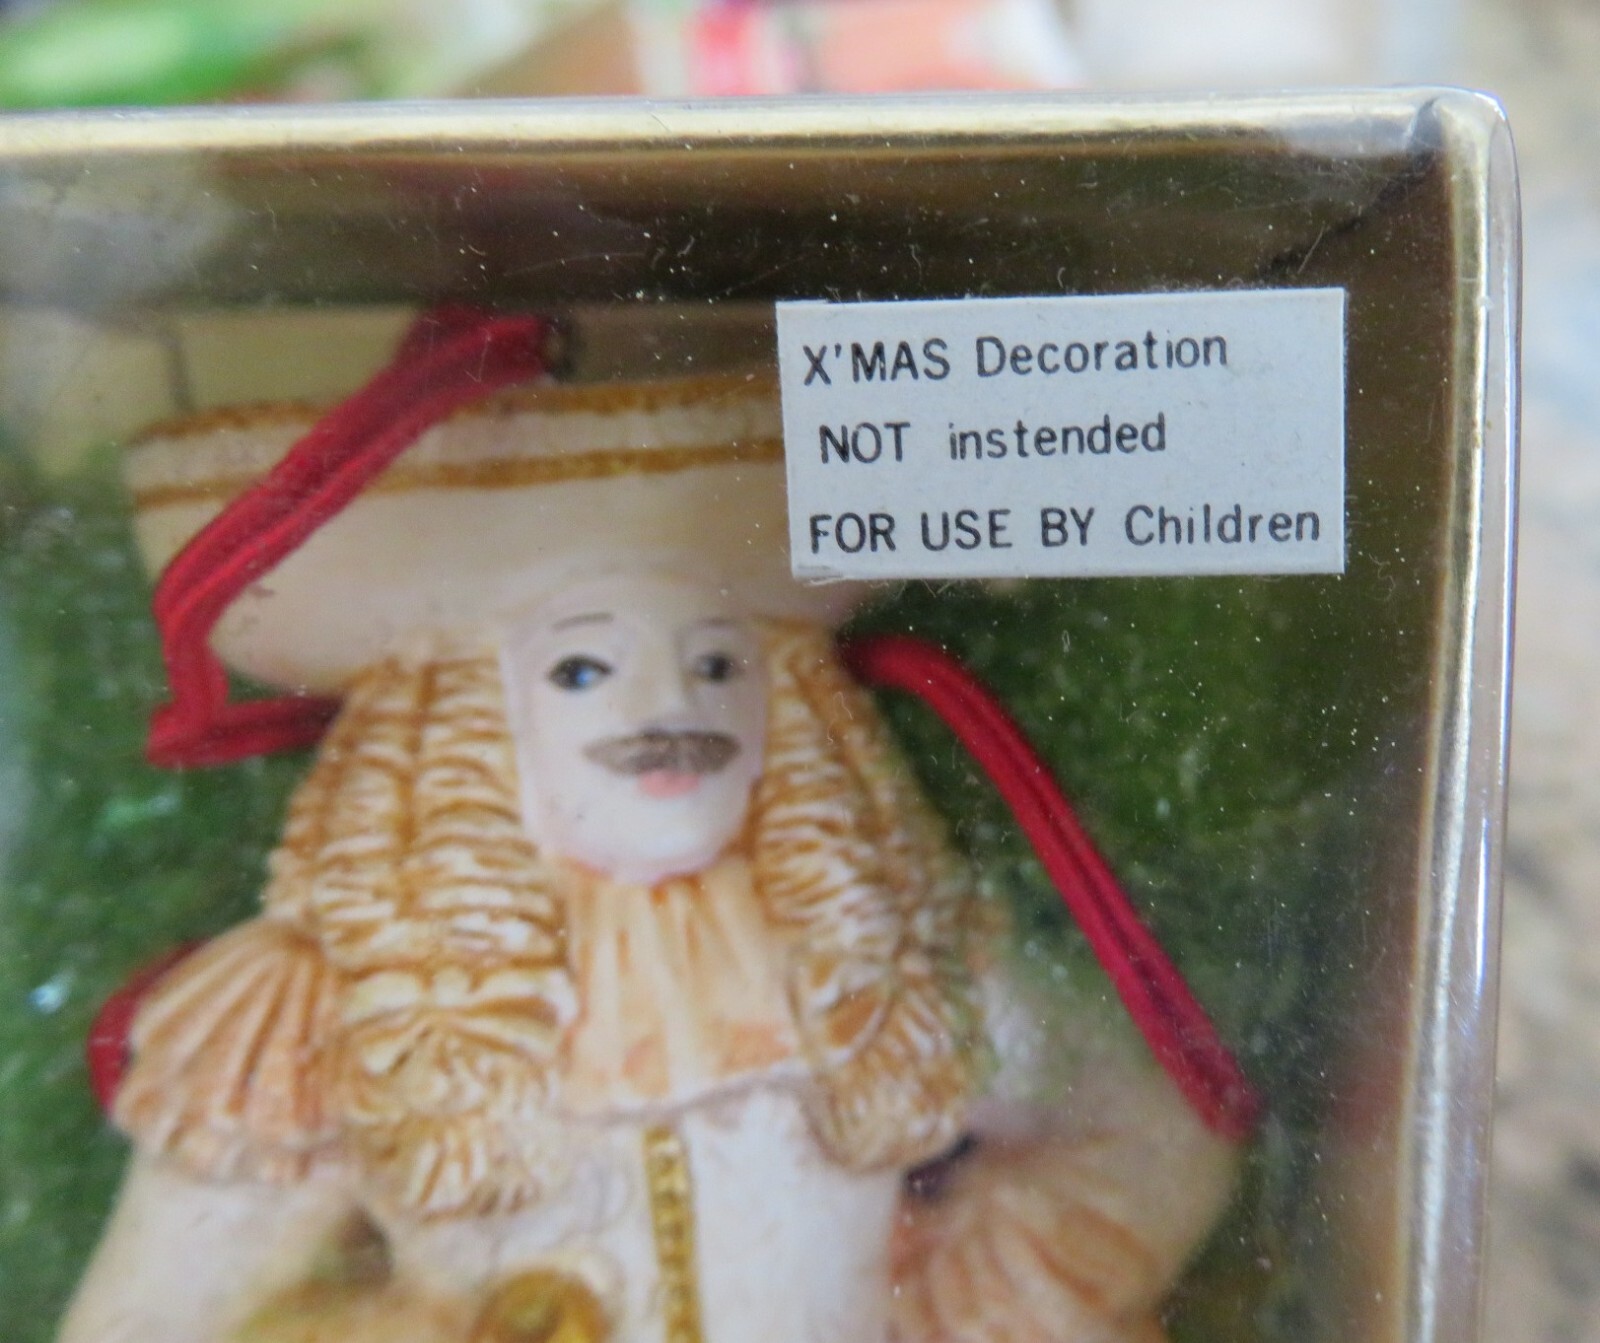 X'MAS Decoration
NOT instended
FOR USE BY Children